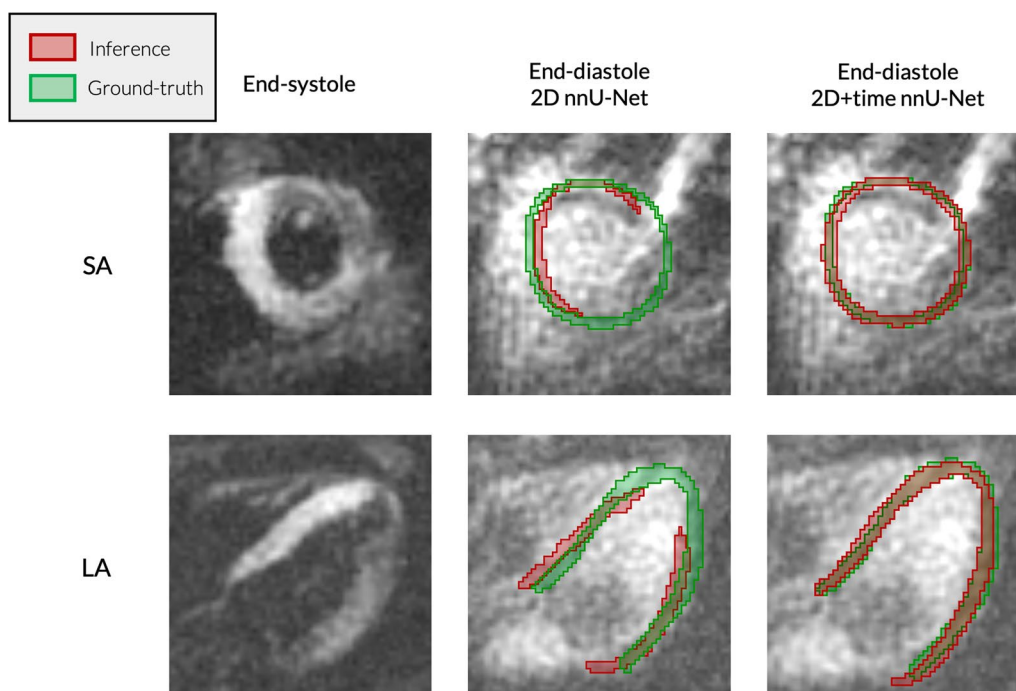 Inference
Ground-truth
End-systole
End-diastole
2D nnU-Net
End-diastole
2D+time nnU-Net
SA
LA